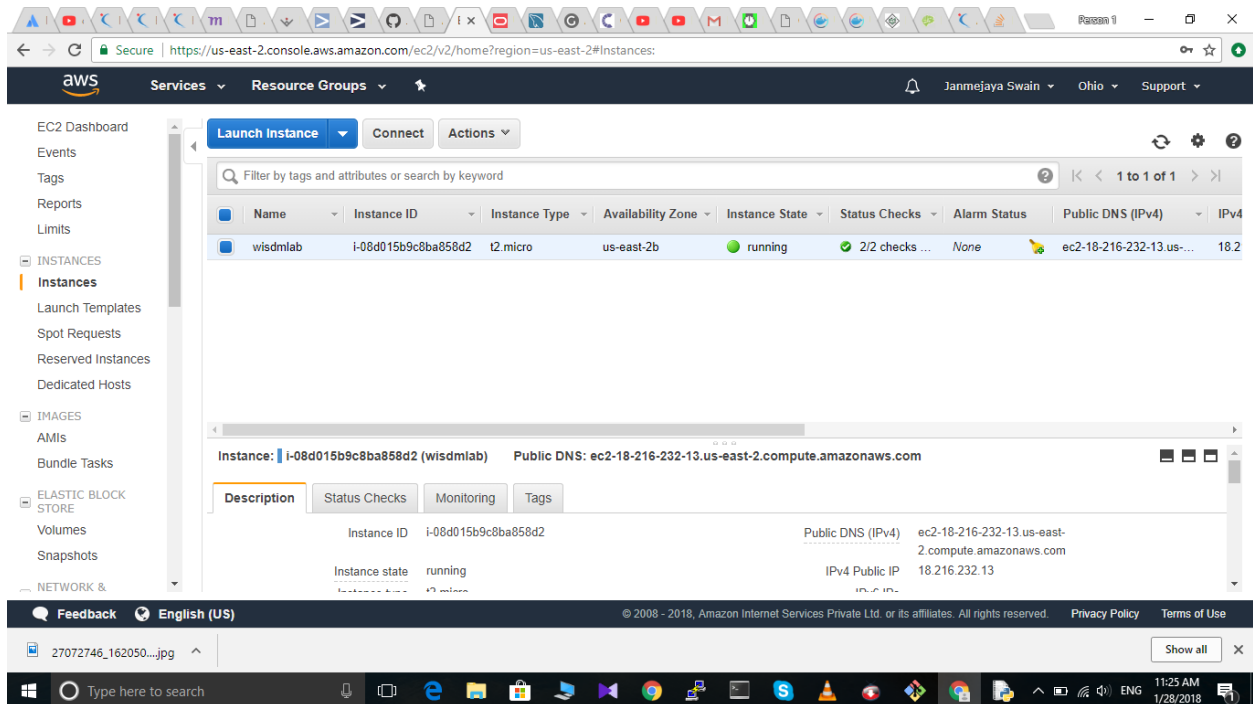 Person 1
Secure | https://us-east-2.console.aws.amazon.com/ec2/v2/home?region=us-east-2#Instances:
aws Services Resource Groups Janmejaya Swain Ohio Support
EC2 Dashboard
Events
Tags
Reports
Limits
INSTANCES
Instances
Launch Templates
Spot Requests
Reserved Instances
Dedicated Hosts
IMAGES
AMIs
Bundle Tasks
ELASTIC BLOCK
STORE
Volumes
Snapshots
NETWORK &
Launch Instance Connect Actions
Filter by tags and attributes or search by keyword 1 to 1 of 1
Name Instance ID Instance Type Availability Zone Instance State Status Checks Alarm Status Public DNS (IPv4) IPv4
wisdmlab i-08d015b9c8ba858d2 t2.micro us-east-2b running 2/2 checks ... None ec2-18-216-232-13.us-... 18.2
Instance: i-08d015b9c8ba858d2 (wisdmlab) Public DNS: ec2-18-216-232-13.us-east-2.compute.amazonaws.com
Description Status Checks Monitoring Tags
Instance ID i-08d015b9c8ba858d2 Public DNS (IPv4) ec2-18-216-232-13.us-east-
2.compute.amazonaws.com
Instance state running IPv4 Public IP 18.216.232.13
Instance type t2.micro IPv6 IPs
Feedback English (US) © 2008 - 2018, Amazon Internet Services Private Ltd. or its affiliates. All rights reserved. Privacy Policy Terms of Use
27072746_162050....jpg Show all
Type here to search ENG 11:25 AM
1/28/2018